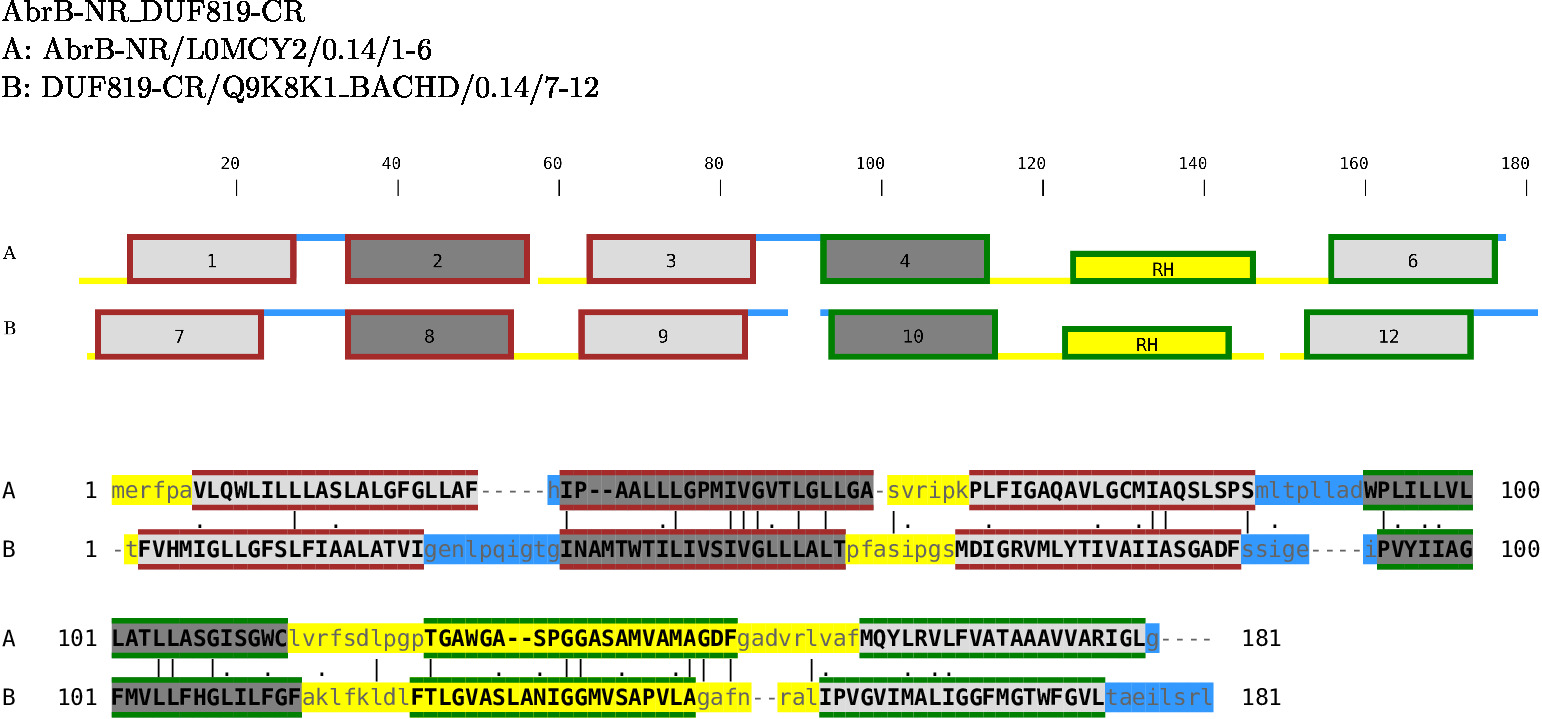 AbrB-NR_DUF819-CR
A: AbrB-NR/L0MCY2/0.14/1-6
B: DUF819-CR/Q9K8K1_BACHD/0.14/7-12
20 40 60 80 100 120 140 160 180
A 1 2 3 4 RH 6
B 7 8 9 10 RH 12
A 1 merfpaVLQWLILLLASLALGFGLLAF-----hIP--AALLLGPMIVGVTLGLLGA-svripkPLFIGAQAVLGCMIAQSLSPSmltplladWPLILLVL 100
B 1 -tFVHMIGLLGFSLFIAALATVIgenlpqigtgINAMTWTILIVSIVGLLLALTpfasipgsMDIGRVMLYTIVAIIASGADFssige----iPVYIIAG 100
A 101 LATLLASGISGWClvrfsdlpgpTGAWGA--SPGGASAMVAMAGDFgadvrlvafMQYLRVLFVATAAAVVARIGLg---- 181
B 101 FMVLLFHGLILFGFaklfkldlFTLGVASLANIGGMVSAPVLAgafn--ralIPVGVIMALIGGFMGTWFGVLtaeilsrl 181